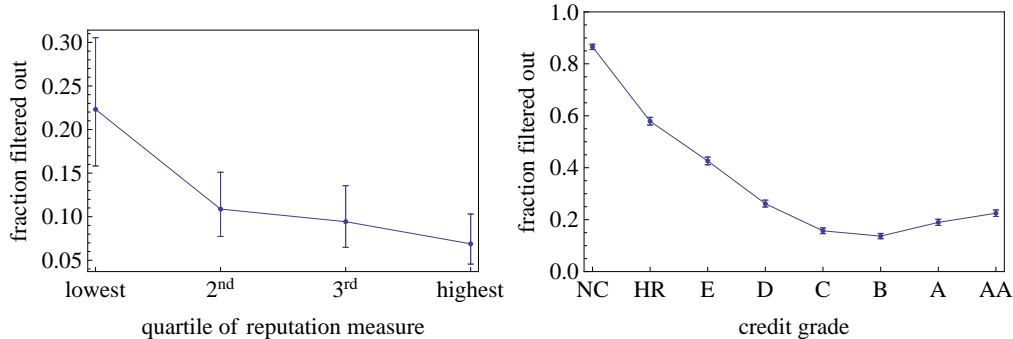 fraction filtered out
0.30
0.25
0.20
0.15
0.10
0.05
lowest 2nd 3rd highest
quartile of reputation measure
fraction filtered out
1.0
0.8
0.6
0.4
0.2
0.0
NC HR E D C B A AA
credit grade